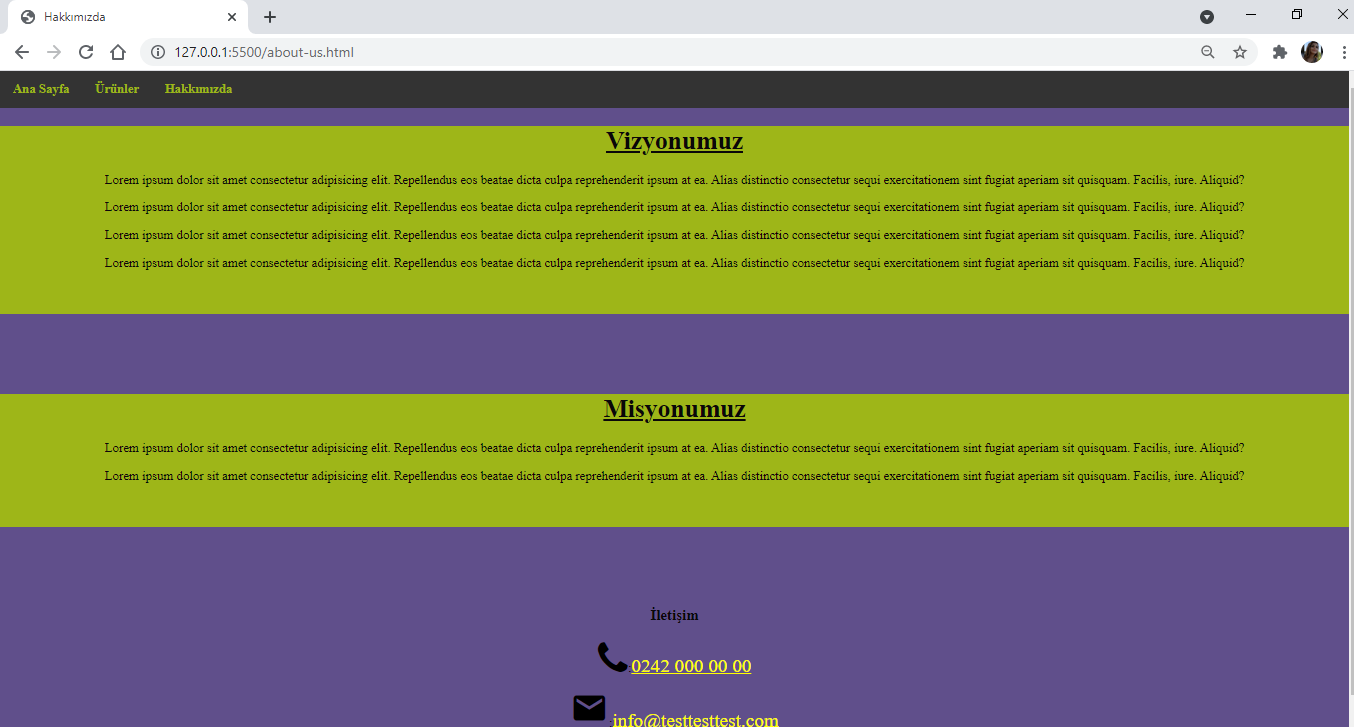 Hakkımızda
127.0.0.1:5500/about-us.html
Ana Sayfa Ürünler Hakkımızda
Vizyonumuz
Lorem ipsum dolor sit amet consectetur adipisicing elit. Repellendus eos beatae dicta culpa reprehenderit ipsum at ea. Alias distinctio consectetur sequi exercitationem sint fugiat aperiam sit quisquam. Facilis, iure. Aliquid?
Lorem ipsum dolor sit amet consectetur adipisicing elit. Repellendus eos beatae dicta culpa reprehenderit ipsum at ea. Alias distinctio consectetur sequi exercitationem sint fugiat aperiam sit quisquam. Facilis, iure. Aliquid?
Lorem ipsum dolor sit amet consectetur adipisicing elit. Repellendus eos beatae dicta culpa reprehenderit ipsum at ea. Alias distinctio consectetur sequi exercitationem sint fugiat aperiam sit quisquam. Facilis, iure. Aliquid?
Lorem ipsum dolor sit amet consectetur adipisicing elit. Repellendus eos beatae dicta culpa reprehenderit ipsum at ea. Alias distinctio consectetur sequi exercitationem sint fugiat aperiam sit quisquam. Facilis, iure. Aliquid?
Misyonumuz
Lorem ipsum dolor sit amet consectetur adipisicing elit. Repellendus eos beatae dicta culpa reprehenderit ipsum at ea. Alias distinctio consectetur sequi exercitationem sint fugiat aperiam sit quisquam. Facilis, iure. Aliquid?
Lorem ipsum dolor sit amet consectetur adipisicing elit. Repellendus eos beatae dicta culpa reprehenderit ipsum at ea. Alias distinctio consectetur sequi exercitationem sint fugiat aperiam sit quisquam. Facilis, iure. Aliquid?
İletişim
:0242 000 00 00
:info@testtesttest.com